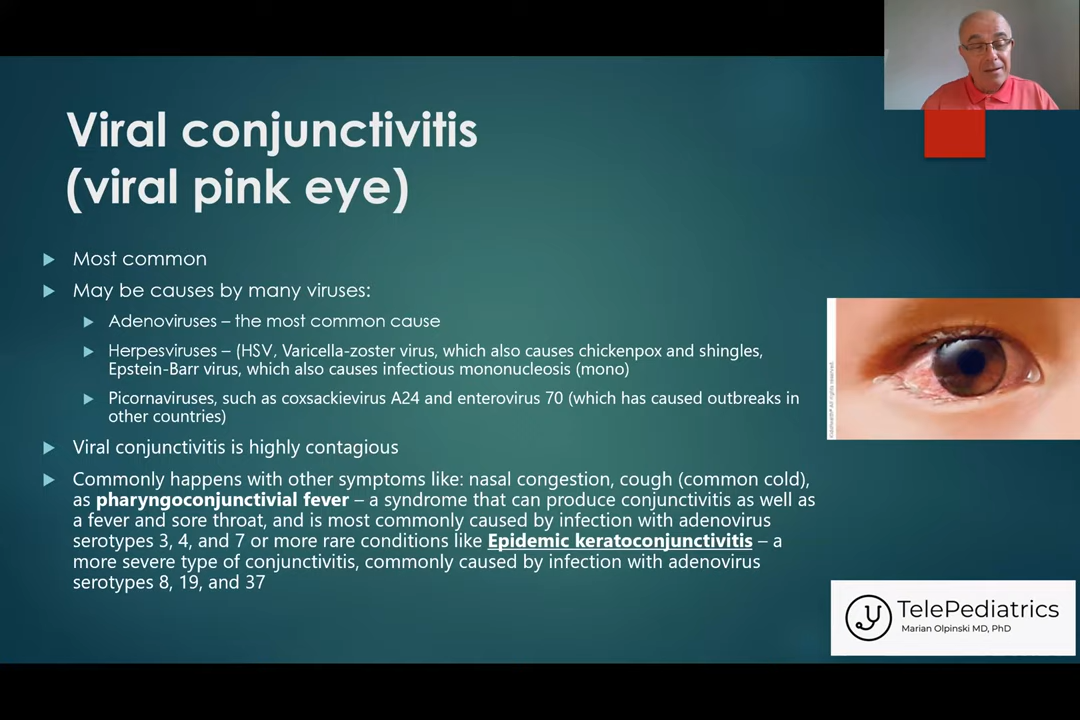 Viral conjunctivitis
(viral pink eye)
Most common
May be causes by many viruses:
Adenoviruses – the most common cause
Herpesviruses – (HSV, Varicella-zoster virus, which also causes chickenpox and shingles,
Epstein-Barr virus, which also causes infectious mononucleosis (mono)
Picornaviruses, such as coxsackievirus A24 and enterovirus 70 (which has caused outbreaks in
other countries)
Viral conjunctivitis is highly contagious
Commonly happens with other symptoms like: nasal congestion, cough (common cold),
as pharyngoconjunctivial fever – a syndrome that can produce conjunctivitis as well as
a fever and sore throat, and is most commonly caused by infection with adenovirus
serotypes 3, 4, and 7 or more rare conditions like Epidemic keratoconjunctivitis – a
more severe type of conjunctivitis, commonly caused by infection with adenovirus
serotypes 8, 19, and 37
TelePediatrics
Marian Olpinski MD, PhD